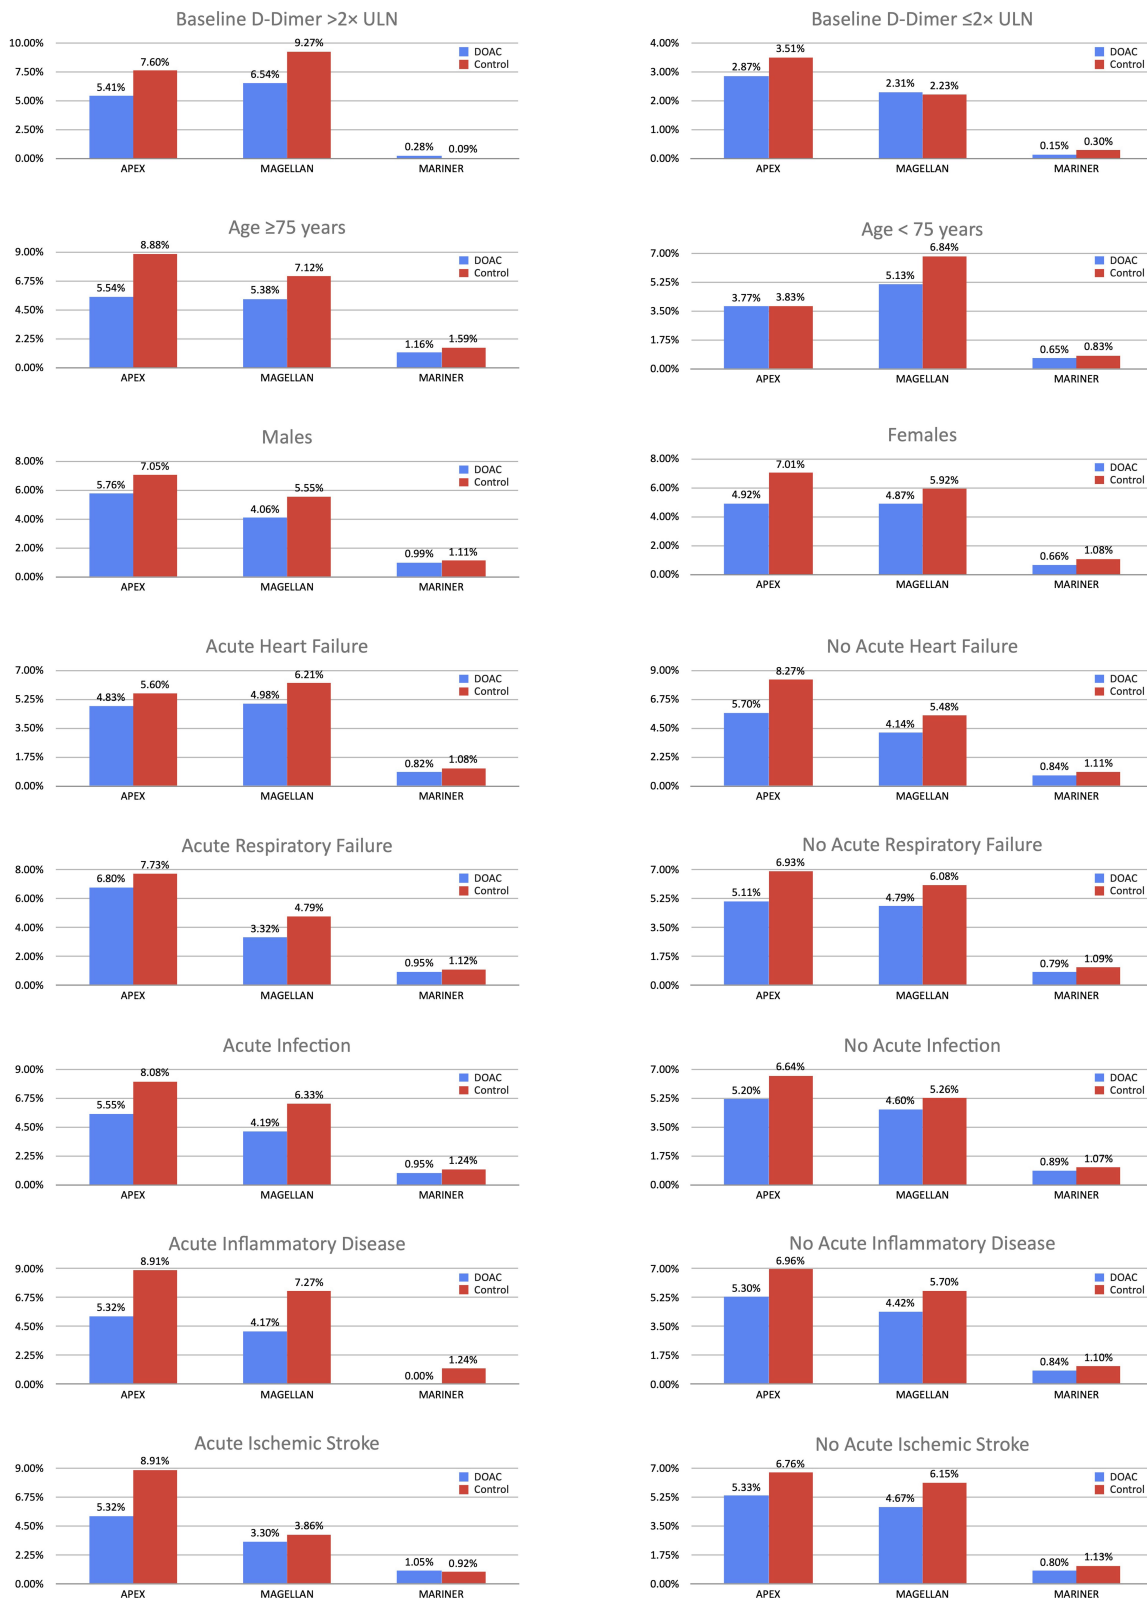 Baseline D-Dimer >2× ULN
10.00%
7.50%
5.00%
2.50%
0.00%
5.41%
7.60%
6.54%
9.27%
0.28%
0.09%
DOAC
Control
APEX
MAGELLAN
MARINER
Baseline D-Dimer ≤2× ULN
4.00%
3.00%
2.00%
1.00%
0.00%
2.87%
3.51%
2.31%
2.23%
0.15%
0.30%
DOAC
Control
APEX
MAGELLAN
MARINER
Age ≥75 years
9.00%
6.75%
4.50%
2.25%
0.00%
5.54%
8.88%
5.38%
7.12%
1.16%
1.59%
DOAC
Control
APEX
MAGELLAN
MARINER
Age < 75 years
7.00%
5.25%
3.50%
1.75%
0.00%
3.77%
3.83%
5.13%
6.84%
0.65%
0.83%
DOAC
Control
APEX
MAGELLAN
MARINER
Males
8.00%
6.00%
4.00%
2.00%
0.00%
5.76%
7.05%
4.06%
5.55%
0.99%
1.11%
DOAC
Control
APEX
MAGELLAN
MARINER
Females
8.00%
6.00%
4.00%
2.00%
0.00%
4.92%
7.01%
4.87%
5.92%
0.66%
1.08%
DOAC
Control
APEX
MAGELLAN
MARINER
Acute Heart Failure
7.00%
5.25%
3.50%
1.75%
0.00%
4.83%
5.60%
4.98%
6.21%
0.82%
1.08%
DOAC
Control
APEX
MAGELLAN
MARINER
No Acute Heart Failure
9.00%
6.75%
4.50%
2.25%
0.00%
5.70%
8.27%
4.14%
5.48%
0.84%
1.11%
DOAC
Control
APEX
MAGELLAN
MARINER
Acute Respiratory Failure
8.00%
6.00%
4.00%
2.00%
0.00%
6.80%
7.73%
3.32%
4.79%
0.95%
1.12%
DOAC
Control
APEX
MAGELLAN
MARINER
No Acute Respiratory Failure
7.00%
5.25%
3.50%
1.75%
0.00%
5.11%
6.93%
4.79%
6.08%
0.79%
1.09%
DOAC
Control
APEX
MAGELLAN
MARINER
Acute Infection
9.00%
6.75%
4.50%
2.25%
0.00%
5.55%
8.08%
4.19%
6.33%
0.95%
1.24%
DOAC
Control
APEX
MAGELLAN
MARINER
No Acute Infection
7.00%
5.25%
3.50%
1.75%
0.00%
5.20%
6.64%
4.60%
5.26%
0.89%
1.07%
DOAC
Control
APEX
MAGELLAN
MARINER
Acute Inflammatory Disease
9.00%
6.75%
4.50%
2.25%
0.00%
5.32%
8.91%
4.17%
7.27%
0.00%
1.24%
DOAC
Control
APEX
MAGELLAN
MARINER
No Acute Inflammatory Disease
7.00%
5.25%
3.50%
1.75%
0.00%
5.30%
6.96%
4.42%
5.70%
0.84%
1.10%
DOAC
Control
APEX
MAGELLAN
MARINER
Acute Ischemic Stroke
9.00%
6.75%
4.50%
2.25%
0.00%
5.32%
8.91%
3.30%
3.86%
1.05%
0.92%
DOAC
Control
APEX
MAGELLAN
MARINER
No Acute Ischemic Stroke
7.00%
5.25%
3.50%
1.75%
0.00%
5.33%
6.76%
4.67%
6.15%
0.80%
1.13%
DOAC
Control
APEX
MAGELLAN
MARINER